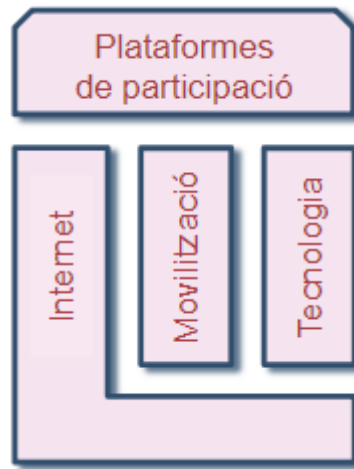 Plataformes
de participació
Internet
Movilització
Tecnologia